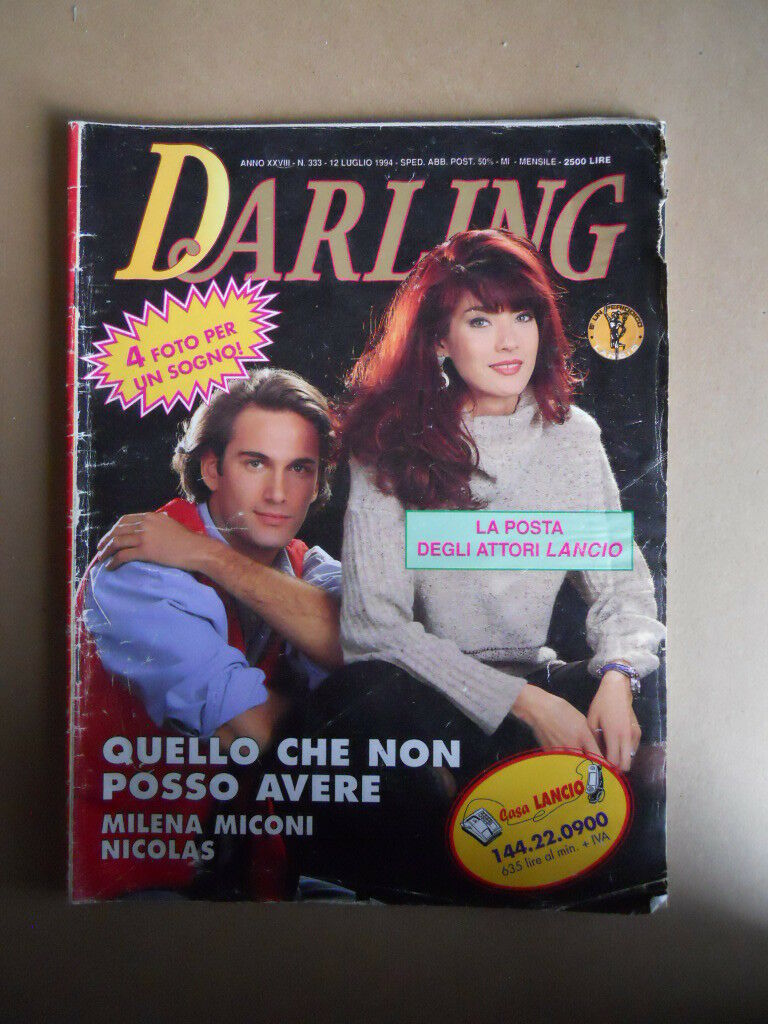 ANNO XXVIII - N. 333 - 12 LUGLIO 1994 - SPED. ABB. POST. 50% - MI - MENSILE - 2500 LIRE
DARLING
4 FOTO PER
UN SOGNO!
E' UN PERIODICO
LA POSTA
DEGLI ATTORI LANCIO
QUELLO CHE NON
POSSO AVERE
MILENA MICONI
NICOLAS
Casa LANCIO
144.22.0900
635 lire al min. + IVA